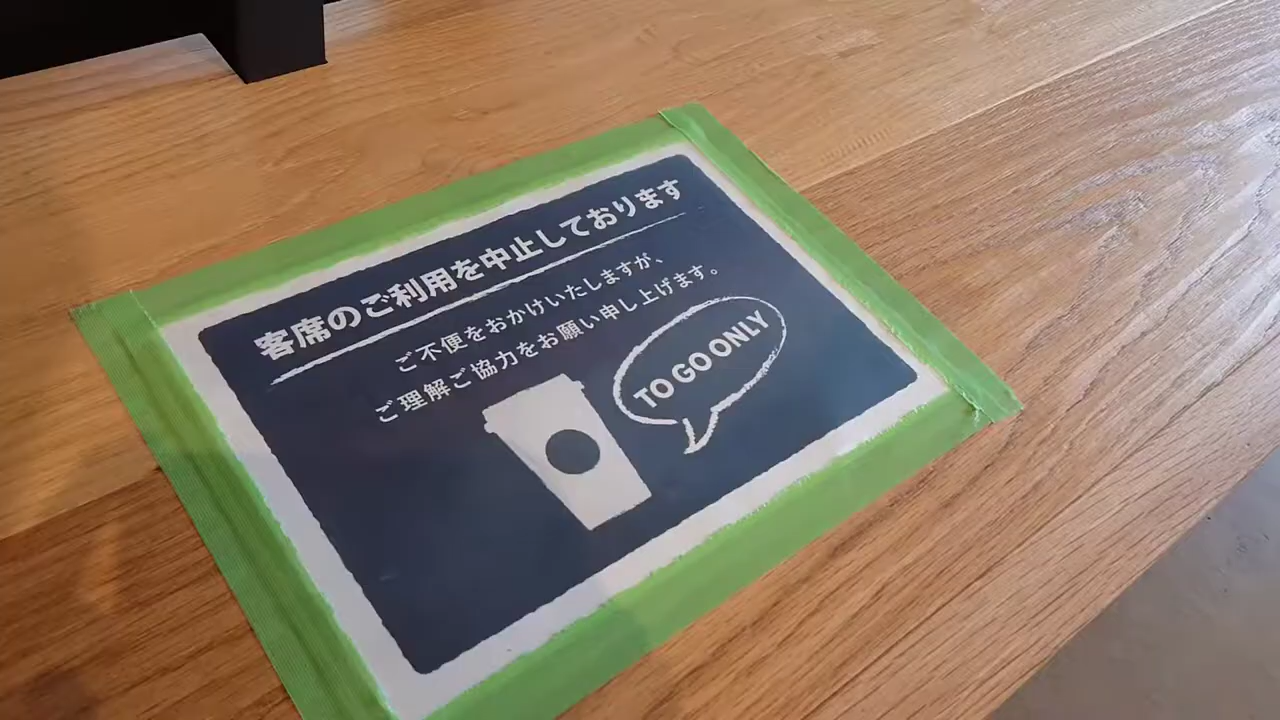 客席のご利用を中止しております
ご不便をおかけいたしますが、
ご理解ご協力をお願い申し上げます。
TO GO ONLY